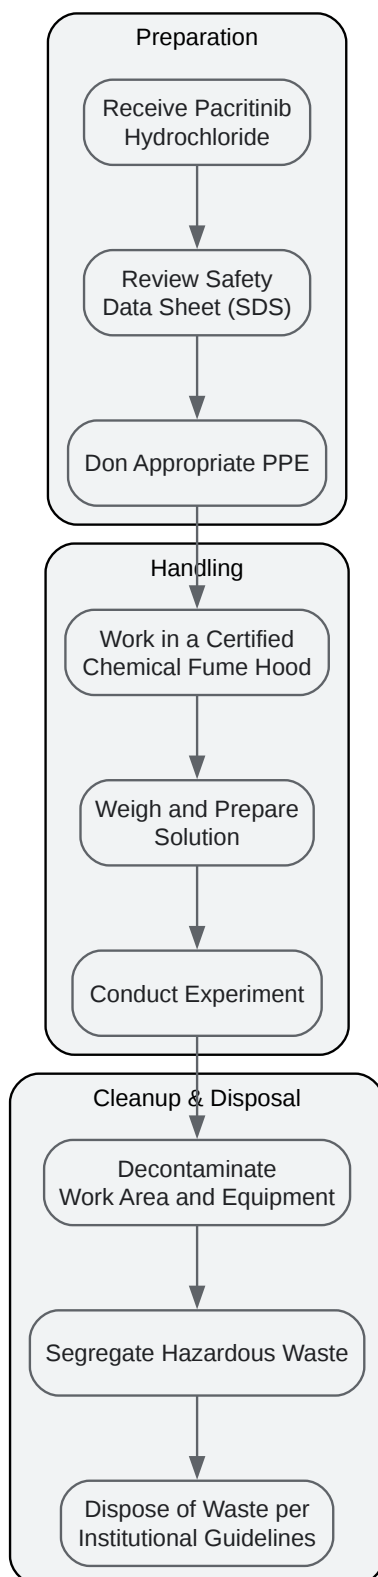 Preparation
Receive Pacritinib
Hydrochloride
Review Safety
Data Sheet (SDS)
Don Appropriate PPE
Handling
Work in a Certified
Chemical Fume Hood
Weigh and Prepare
Solution
Conduct Experiment
Cleanup & Disposal
Decontaminate
Work Area and Equipment
Segregate Hazardous Waste
Dispose of Waste per
Institutional Guidelines